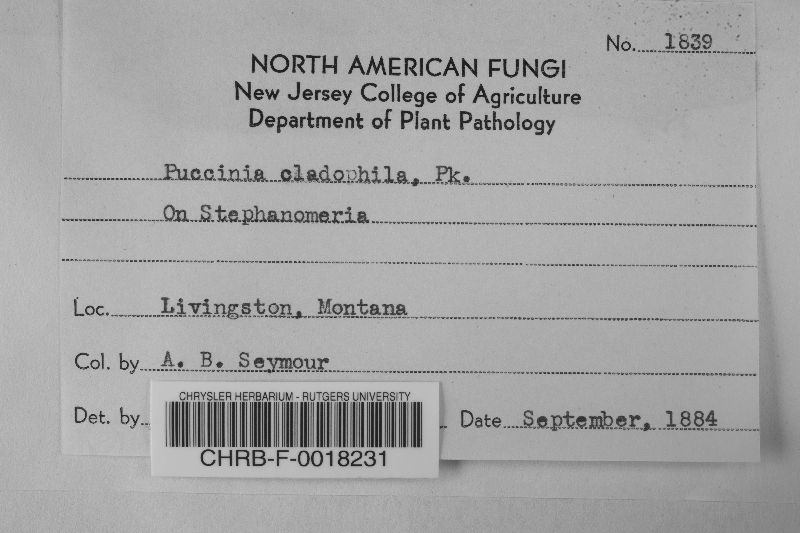 No. 1839
NORTH AMERICAN FUNGI
New Jersey College of Agriculture
Department of Plant Pathology
Puccinia cladophila, Pk.
On Stephanomeria
Loc. Livingston, Montana
Col. by A. B. Seymour
Det. by
Date September, 1884
CHRYSLER HERBARIUM - RUTGERS UNIVERSITY
CHRB-F-0018231